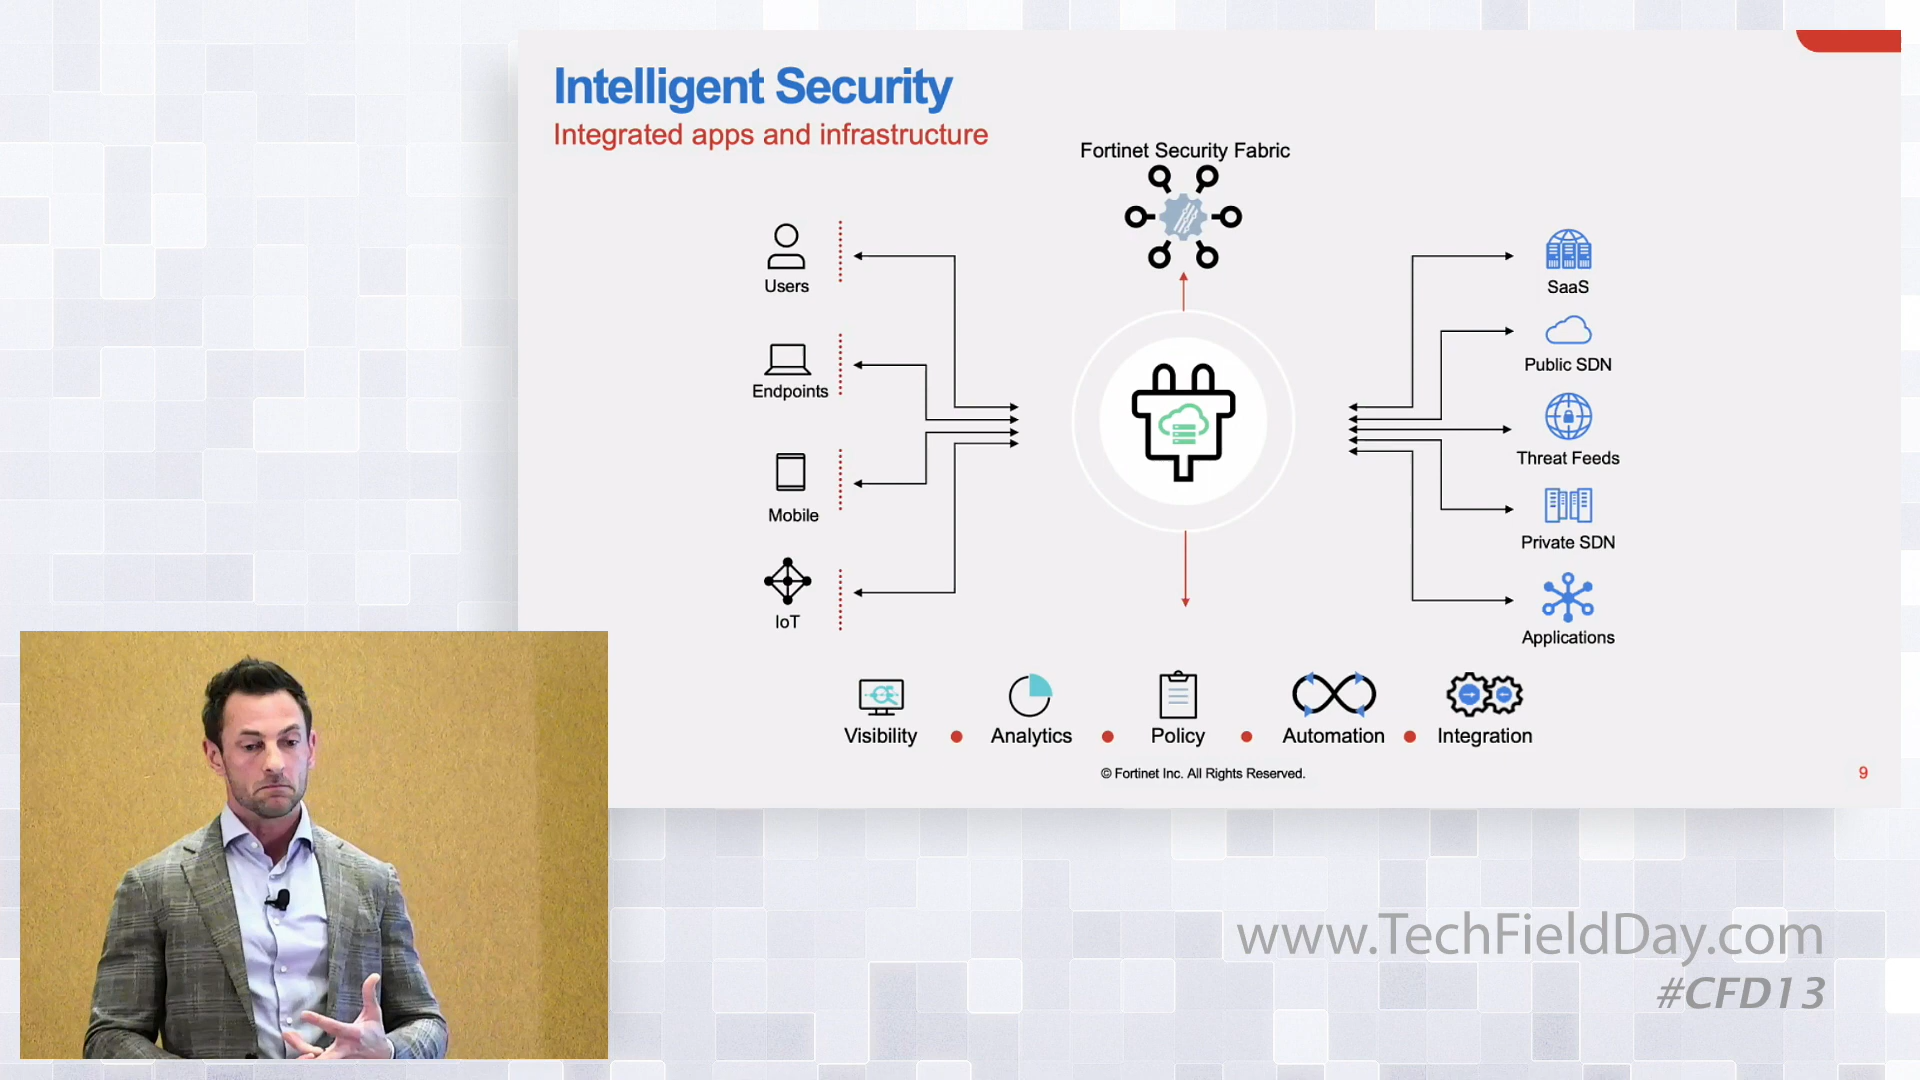 Intelligent Security
Integrated apps and infrastructure
Fortinet Security Fabric
Users
Endpoints
Mobile
IoT
SaaS
Public SDN
Threat Feeds
Private SDN
Applications
Visibility
Analytics
Policy
Automation
Integration
© Fortinet Inc. All Rights Reserved.
9
www.TechFieldDay.com
#CFD13